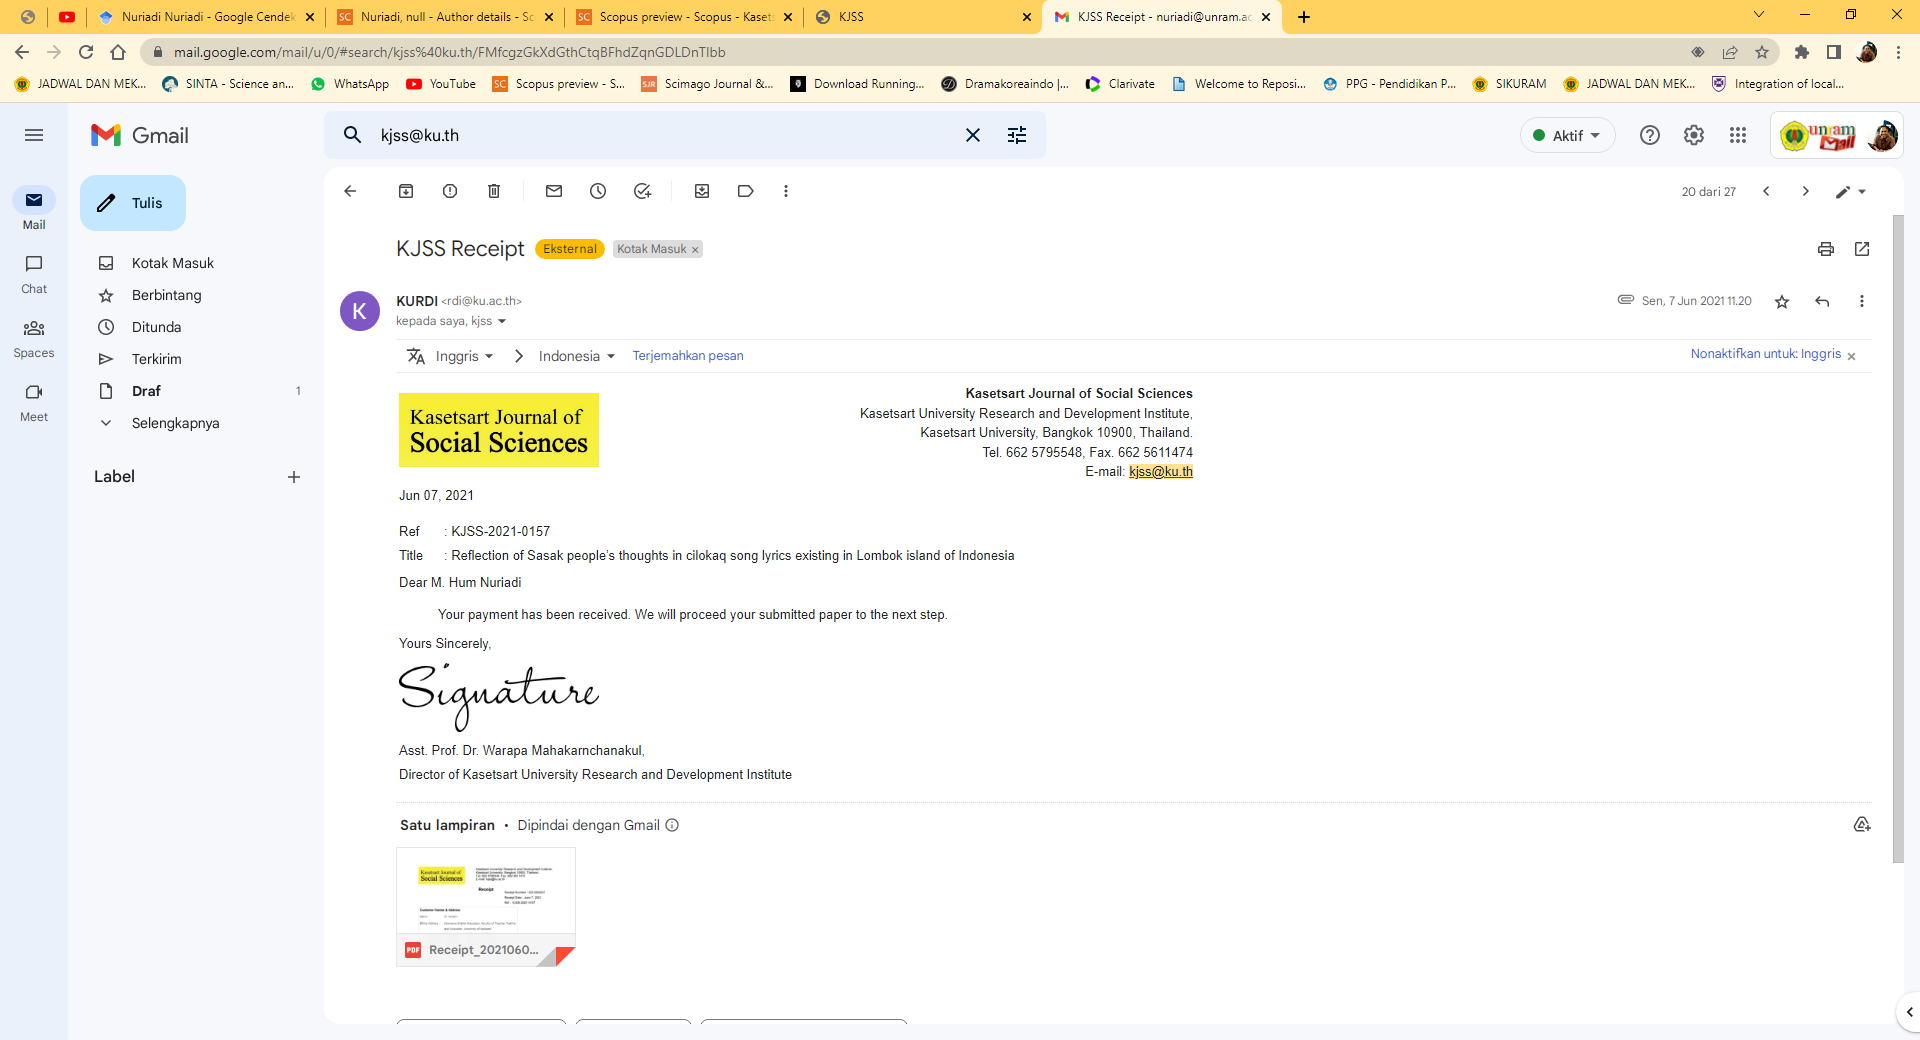 Nuriadi Nuriadi - Google Cendek
Nuriadi, null - Author details - Sc
Scopus preview - Scopus - Kaset
KJSS
KJSS Receipt - nuriadi@unram.ac
mail.google.com/mail/u/0/#search/kjss%40ku.th/FMfcgzGkXdGthCtqBFhdZqnGDLDnTlbb
JADWAL DAN MEK...
SINTA - Science an...
WhatsApp
YouTube
Scopus preview - S...
Scimago Journal &...
Download Running...
Dramakoreaindo |...
Clarivate
Welcome to Reposi...
PPG - Pendidikan P...
SIKURAM
JADWAL DAN MEK...
Integration of local...
Gmail
kjss@ku.th
Aktif
unram
Mail
Tulis
Mail
Chat
Spaces
Meet
Kotak Masuk
Berbintang
Ditunda
Terkirim
Draf 1
Selengkapnya
Label
20 dari 27
KJSS Receipt
Eksternal
Kotak Masuk
K
KURDI <rdi@ku.ac.th>
Sen, 7 Jun 2021 11.20
kepada saya, kjss
Inggris
Indonesia
Terjemahkan pesan
Nonaktifkan untuk: Inggris
Kasetsart Journal of
Social Sciences
Kasetsart Journal of Social Sciences
Kasetsart University Research and Development Institute,
Kasetsart University, Bangkok 10900, Thailand.
Tel. 662 5795548, Fax. 662 5611474
E-mail: kjss@ku.th
Jun 07, 2021
Ref : KJSS-2021-0157
Title : Reflection of Sasak people's thoughts in cilokaq song lyrics existing in Lombok island of Indonesia
Dear M. Hum Nuriadi
Your payment has been received. We will proceed your submitted paper to the next step.
Yours Sincerely,
Signature
Asst. Prof. Dr. Warapa Mahakarnchanakul,
Director of Kasetsart University Research and Development Institute
Satu lampiran • Dipindai dengan Gmail
Kasetsart Journal of
Social Sciences
Receipt
PDF
Receipt_2021060...